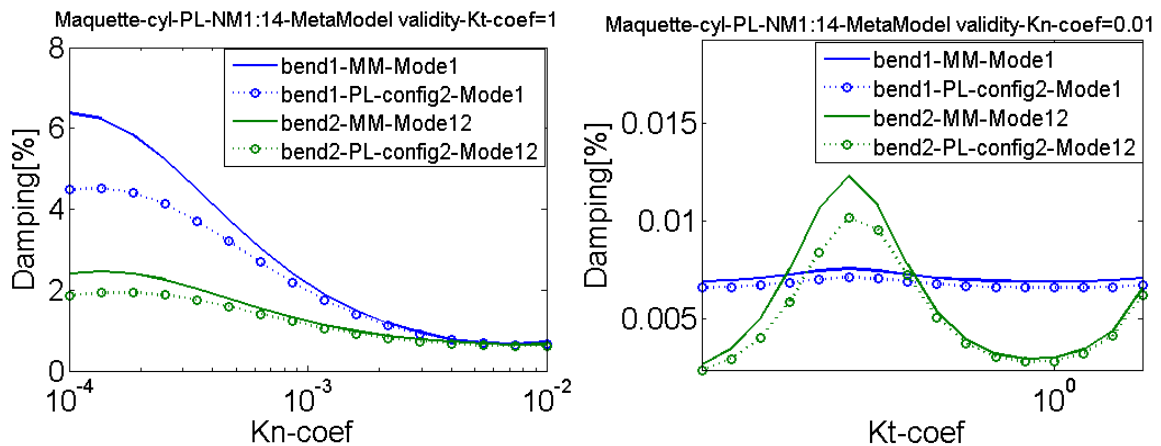 Maquette-cyl-PL-NM1:14-MetaModel validity-Kt-coef=1
8
6
4
2
0
Damping[%]
bend1-MM-Mode1
bend1-PL-config2-Mode1
bend2-MM-Mode12
bend2-PL-config2-Mode12
10^-4
10^-3
10^-2
Kn-coef
Maquette-cyl-PL-NM1:14-MetaModel validity-Kn-coef=0.01
0.015
0.01
0.005
Damping[%]
bend1-MM-Mode1
bend1-PL-config2-Mode1
bend2-MM-Mode12
bend2-PL-config2-Mode12
10^0
Kt-coef